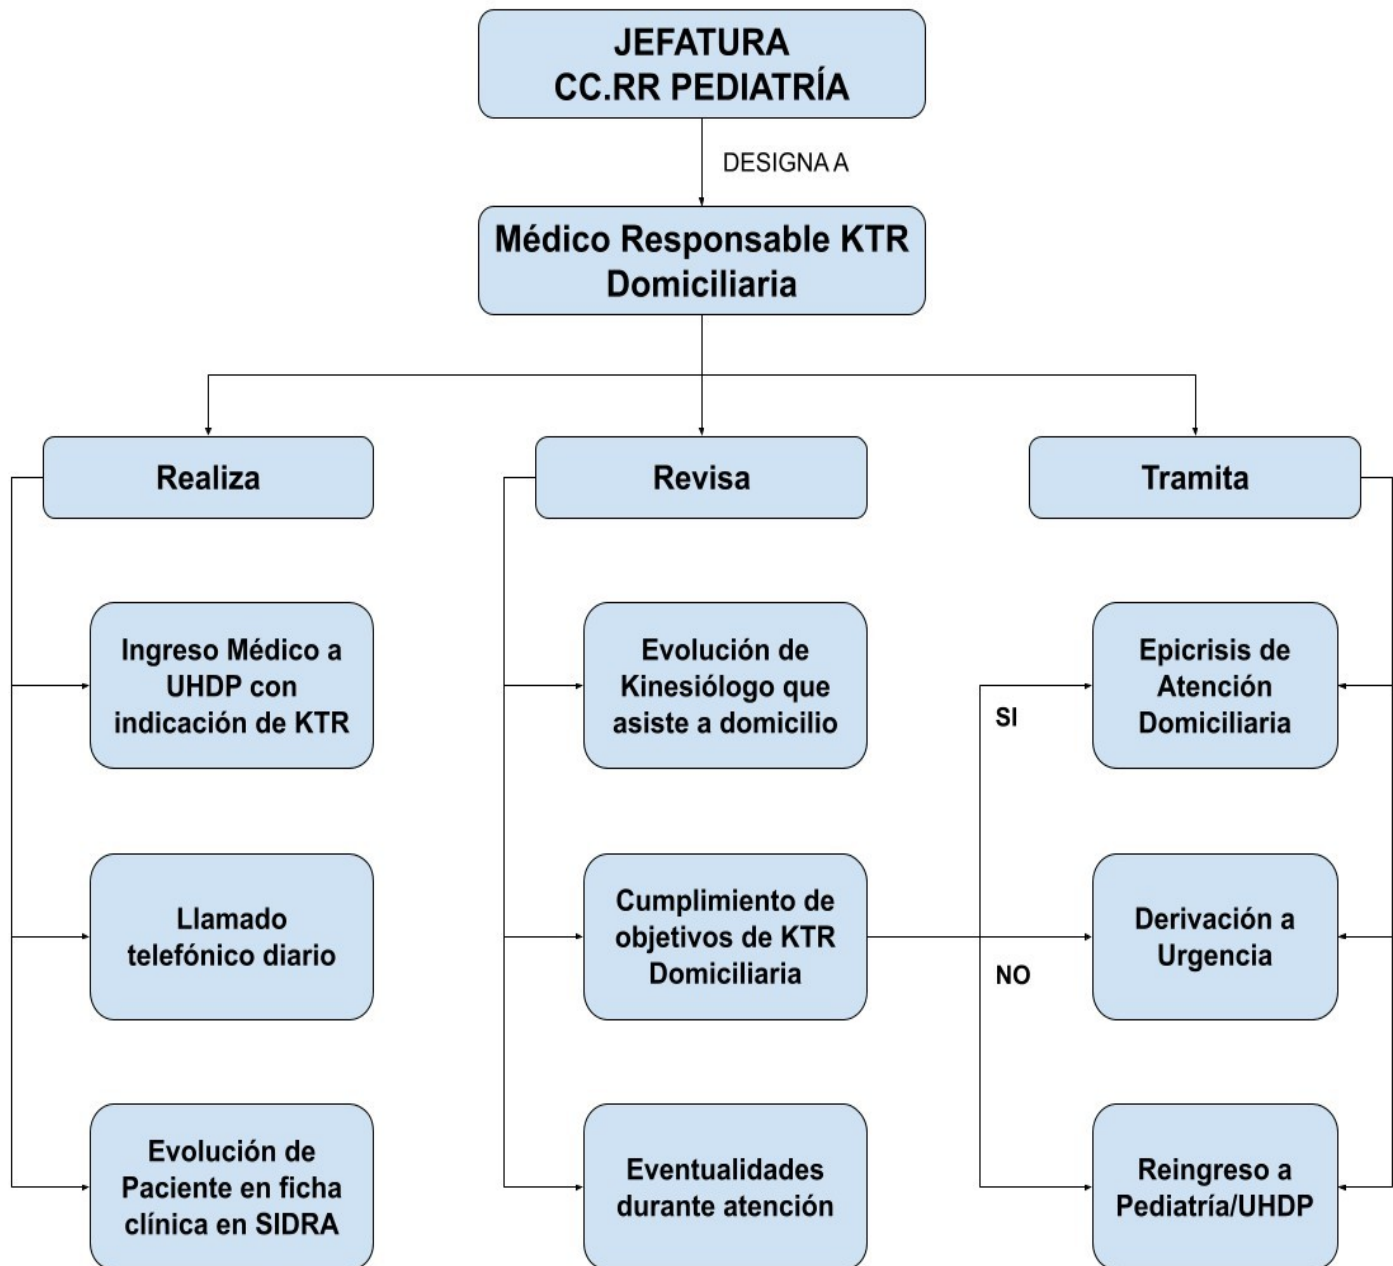 JEFATURA
CC.RR PEDIATRÍA
DESIGNA A
Médico Responsable KTR
Domiciliaria
Realiza
Revisa
Tramita
Ingreso Médico a
UHDP con
indicación de KTR
Evolución de
Kinesiólogo que
asiste a domicilio
SI
Epicrisis de
Atención
Domiciliaria
Llamado
telefónico diario
Cumplimiento de
objetivos de KTR
Domiciliaria
NO
Derivación a
Urgencia
Evolución de
Paciente en ficha
clínica en SIDRA
Eventualidades
durante atención
Reingreso a
Pediatría/UHDP